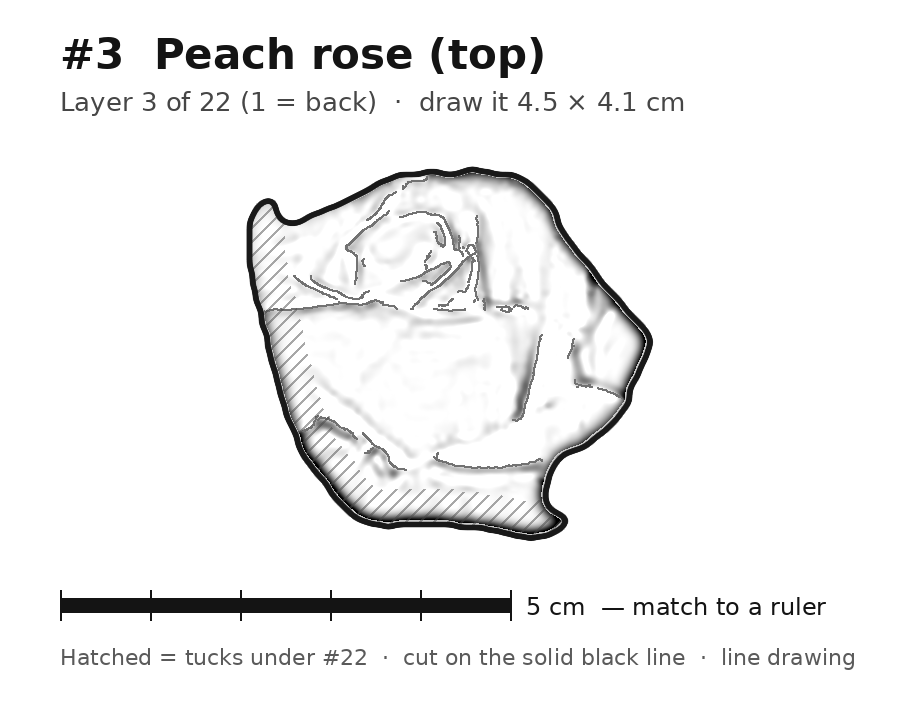 #3 Peach rose (top)
Layer 3 of 22 (1 = back) · draw it 4.5 × 4.1 cm
5 cm — match to a ruler
Hatched = tucks under #22 · cut on the solid black line · line drawing